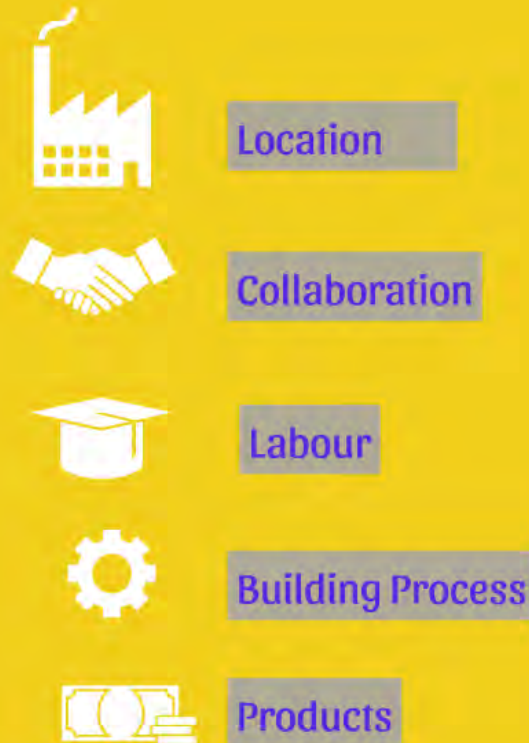 Location
Collaboration
Labour
Building Process
Products